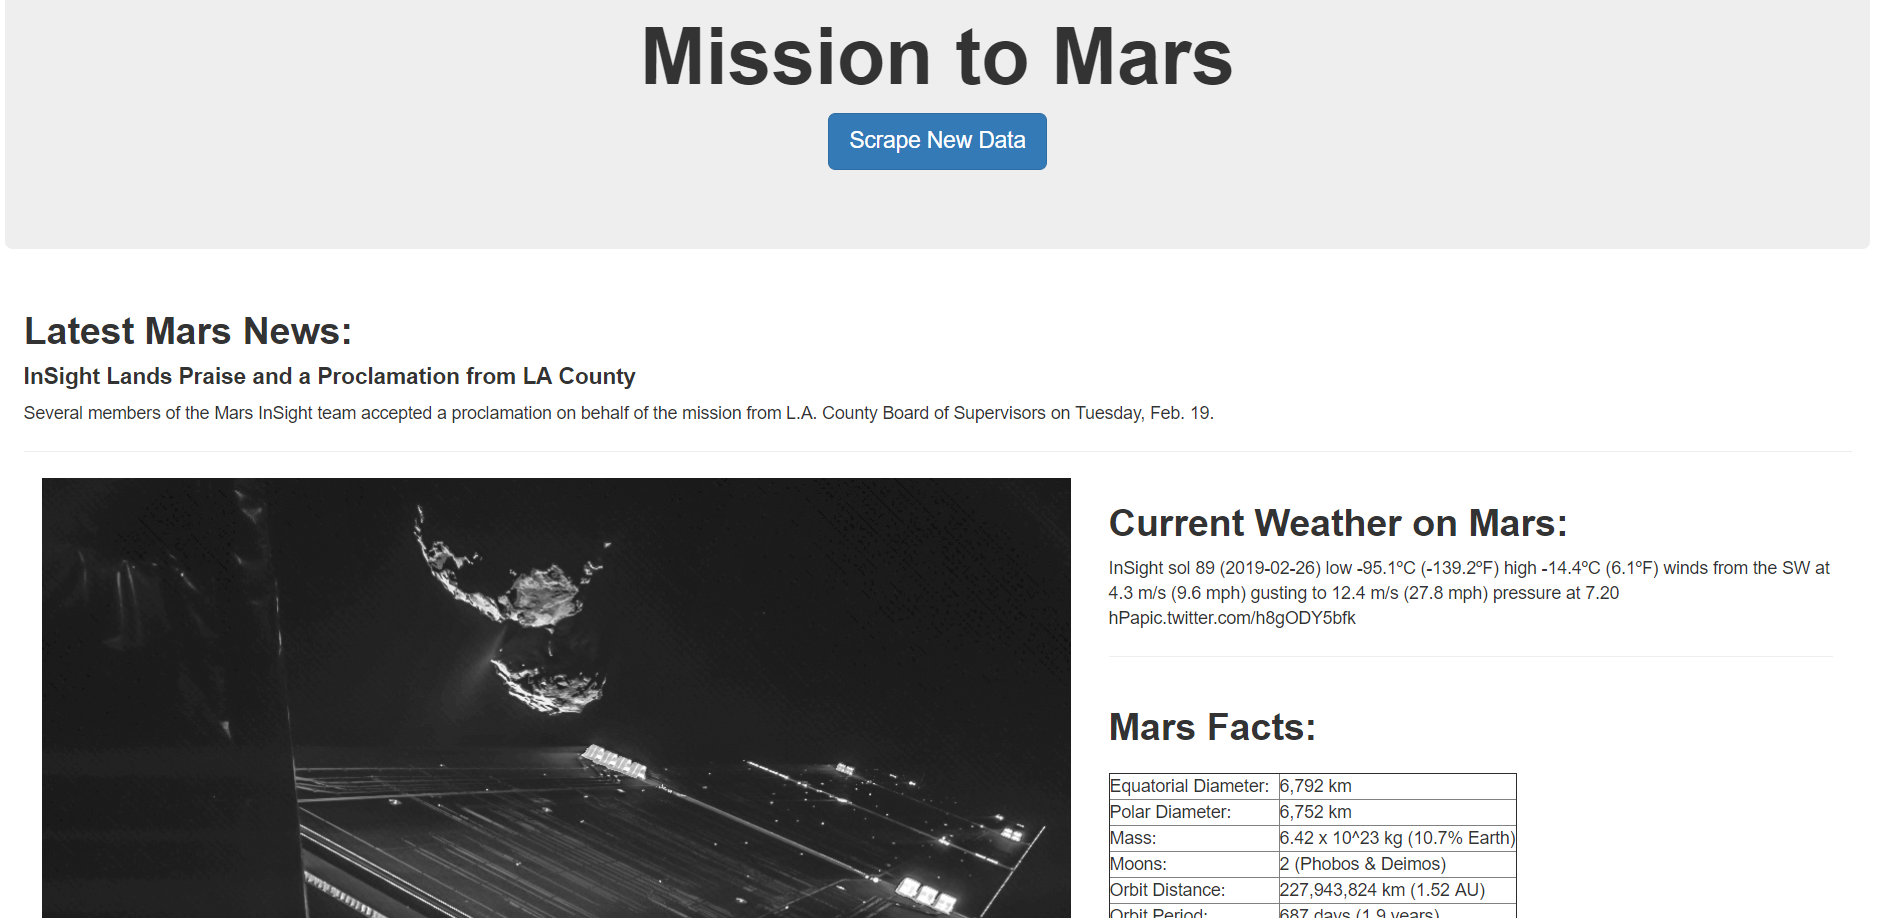 Mission to Mars
Scrape New Data
Latest Mars News:
InSight Lands Praise and a Proclamation from LA County
Several members of the Mars InSight team accepted a proclamation on behalf of the mission from L.A. County Board of Supervisors on Tuesday, Feb. 19.
Current Weather on Mars:
InSight sol 89 (2019-02-26) low -95.1ºC (-139.2ºF) high -14.4ºC (6.1ºF) winds from the SW at
4.3 m/s (9.6 mph) gusting to 12.4 m/s (27.8 mph) pressure at 7.20
hPapic.twitter.com/h8gODY5bfk
Mars Facts:
Equatorial Diameter: 6,792 km
Polar Diameter: 6,752 km
Mass: 6.42 x 10^23 kg (10.7% Earth)
Moons: 2 (Phobos & Deimos)
Orbit Distance: 227,943,824 km (1.52 AU)
Orbit Period: 687 days (1.9 years)